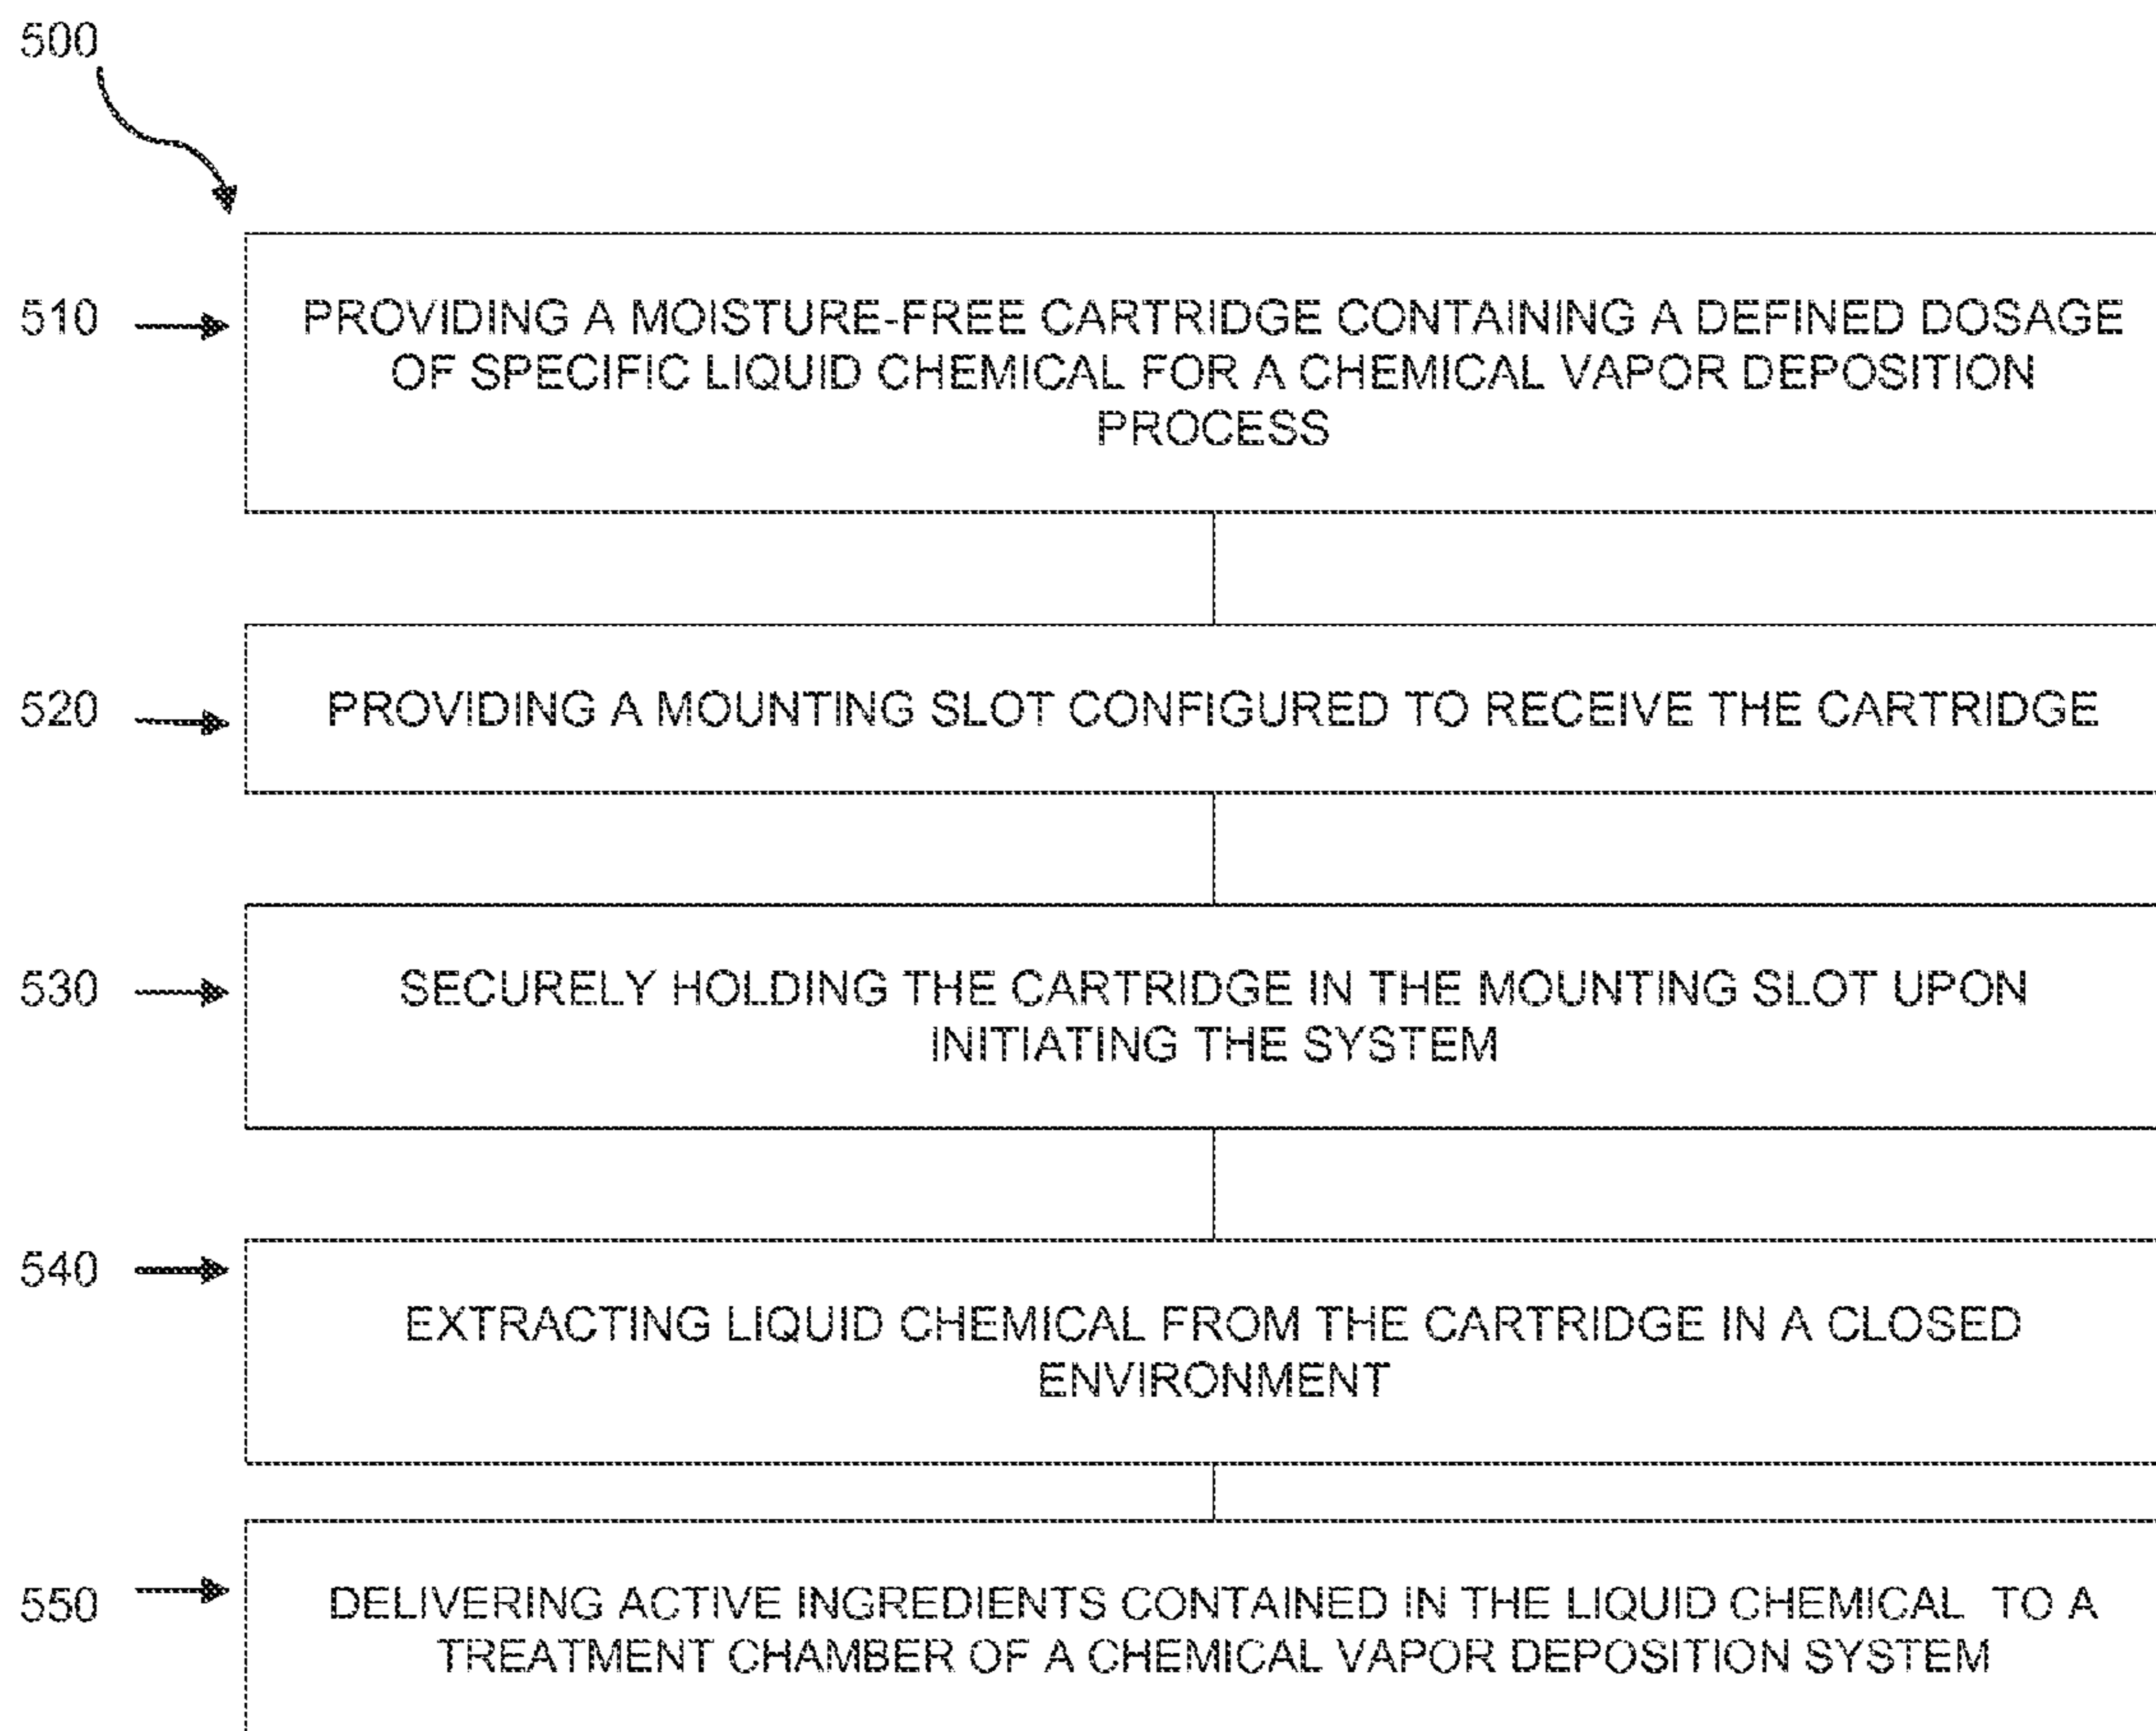 500
510
PROVIDING A MOISTURE-FREE CARTRIDGE CONTAINING A DEFINED DOSAGE
OF SPECIFIC LIQUID CHEMICAL FOR A CHEMICAL VAPOR DEPOSITION
PROCESS
520
PROVIDING A MOUNTING SLOT CONFIGURED TO RECEIVE THE CARTRIDGE
530
SECURELY HOLDING THE CARTRIDGE IN THE MOUNTING SLOT UPON
INITIATING THE SYSTEM
540
EXTRACTING LIQUID CHEMICAL FROM THE CARTRIDGE IN A CLOSED
ENVIRONMENT
550
DELIVERING ACTIVE INGREDIENTS CONTAINED IN THE LIQUID CHEMICAL TO A
TREATMENT CHAMBER OF A CHEMICAL VAPOR DEPOSITION SYSTEM